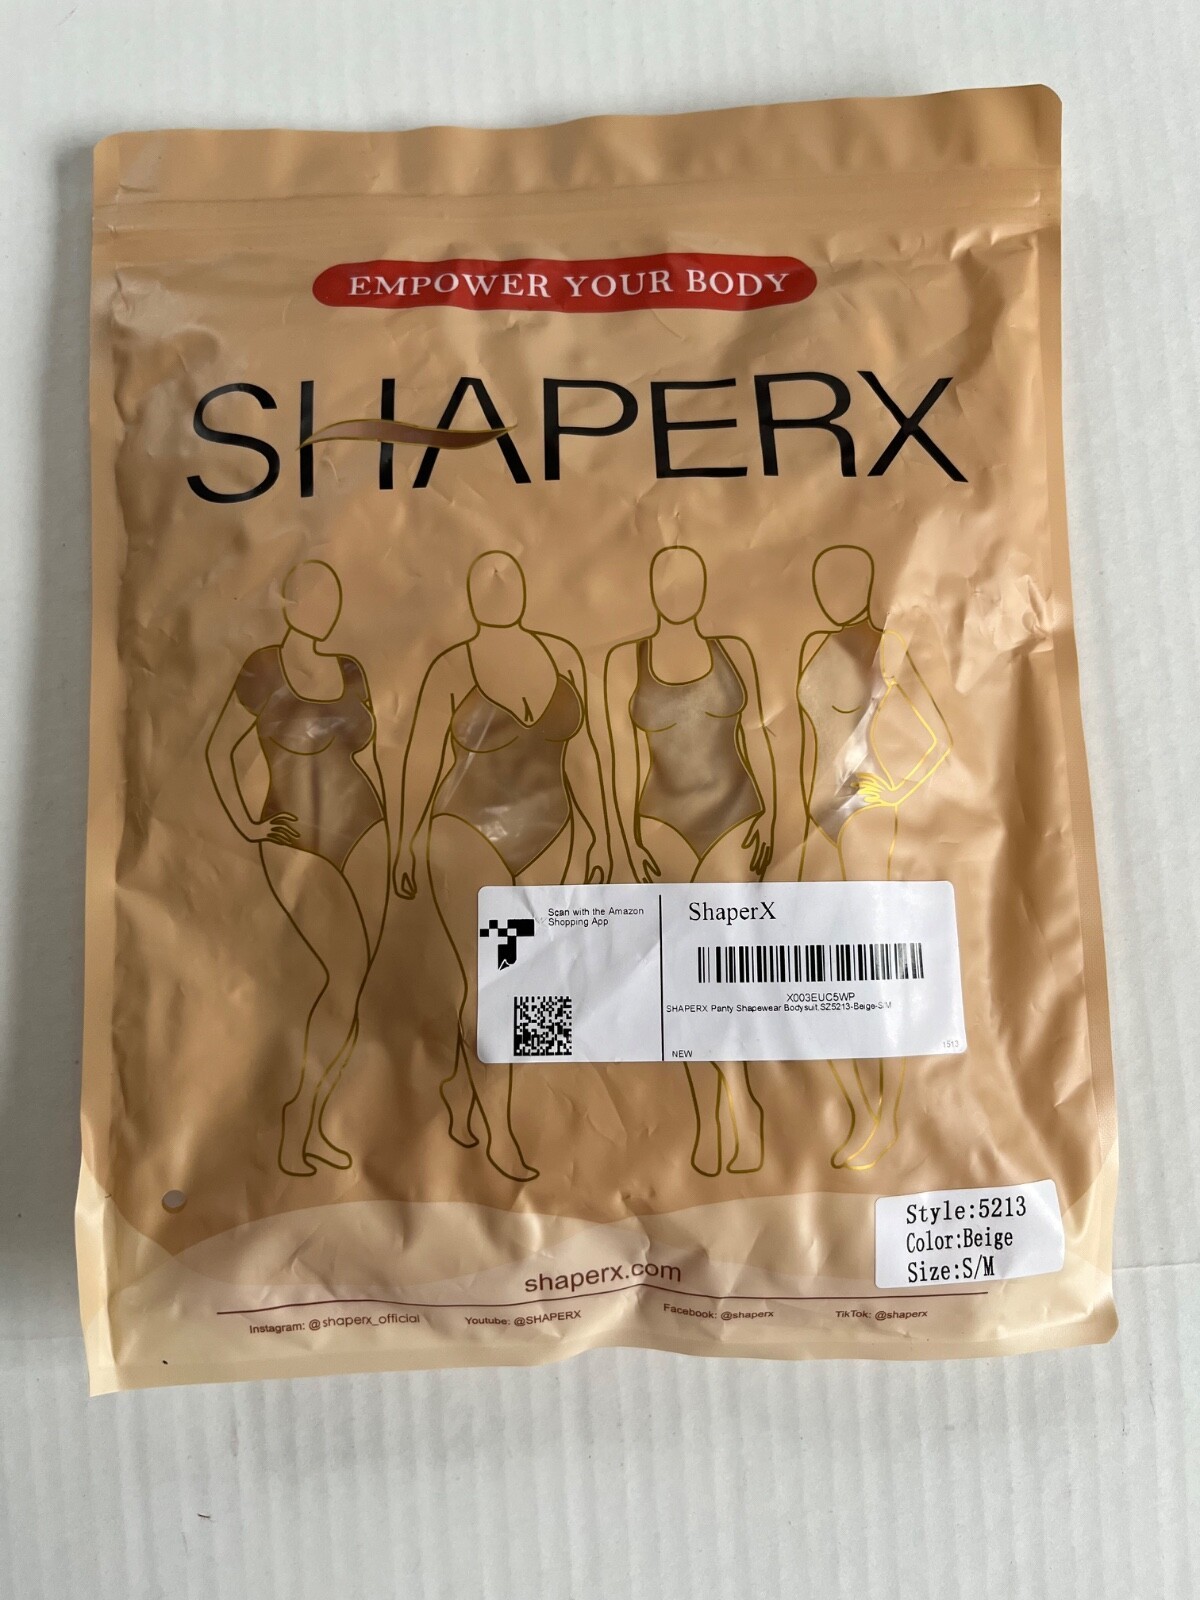 EMPOWER YOUR BODY
SHAPERX
Scan with the Amazon
Shopping App
ShaperX
X003EUC5WP
SHAPERX Panty Shapewear Bodysuit,SZ5213-Beige-S/M
NEW
1513
Style:5213
Color:Beige
Size:S/M
shaperx.com
Instagram: @shaperx_official
Youtube: @SHAPERX
Facebook: @shaperx
TikTok: @shaperx